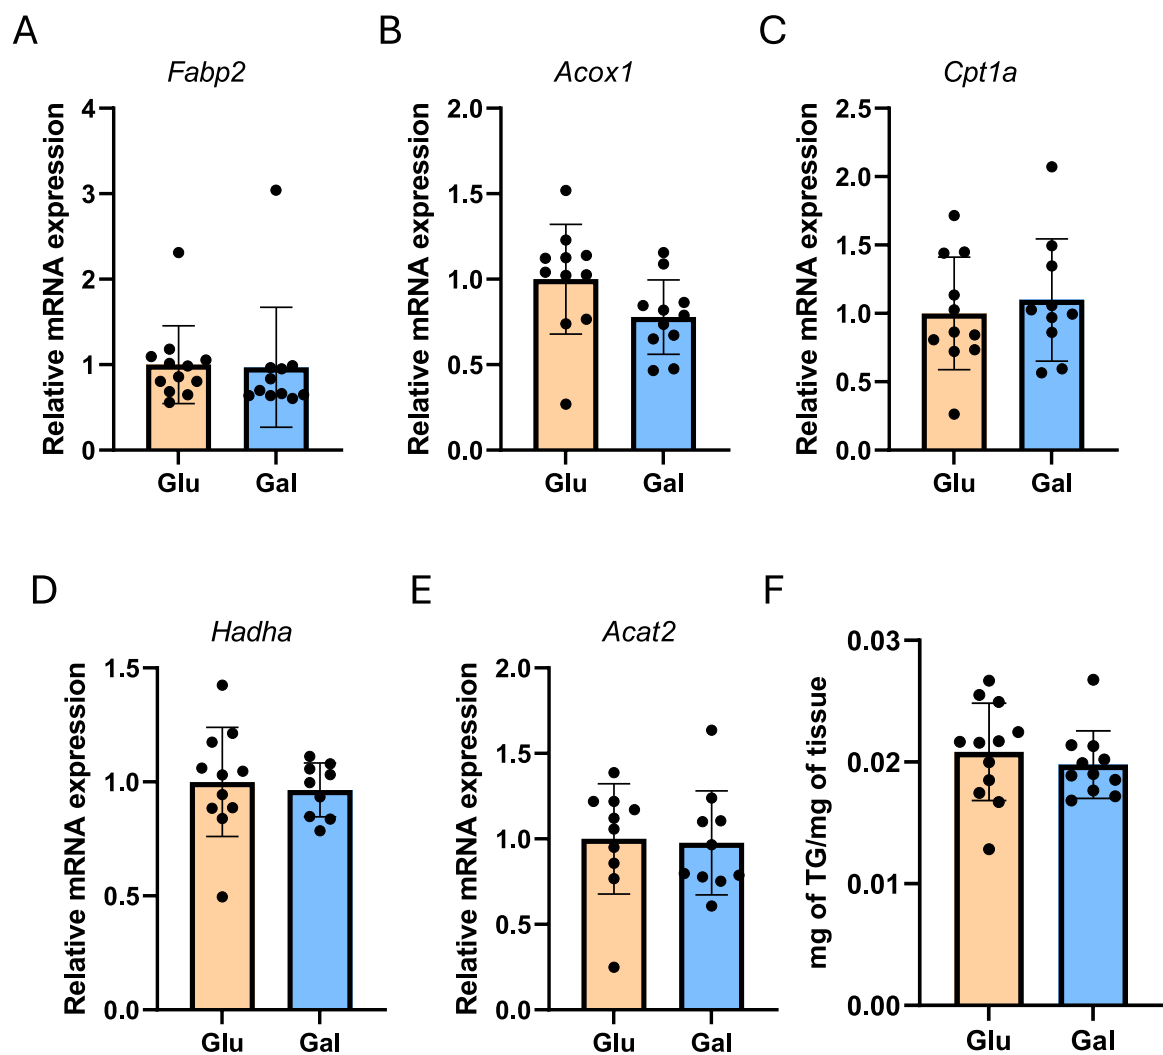 A
Fabp2
Relative mRNA expression
4
3
2
1
0
Glu Gal
B
Acox1
Relative mRNA expression
2.0
1.5
1.0
0.5
0.0
Glu Gal
C
Cpt1a
Relative mRNA expression
2.5
2.0
1.5
1.0
0.5
0.0
Glu Gal
D
Hadha
Relative mRNA expression
1.5
1.0
0.5
0.0
Glu Gal
E
Acat2
Relative mRNA expression
2.0
1.5
1.0
0.5
0.0
Glu Gal
F
mg of TG/mg of tissue
0.03
0.02
0.01
0.00
Glu Gal